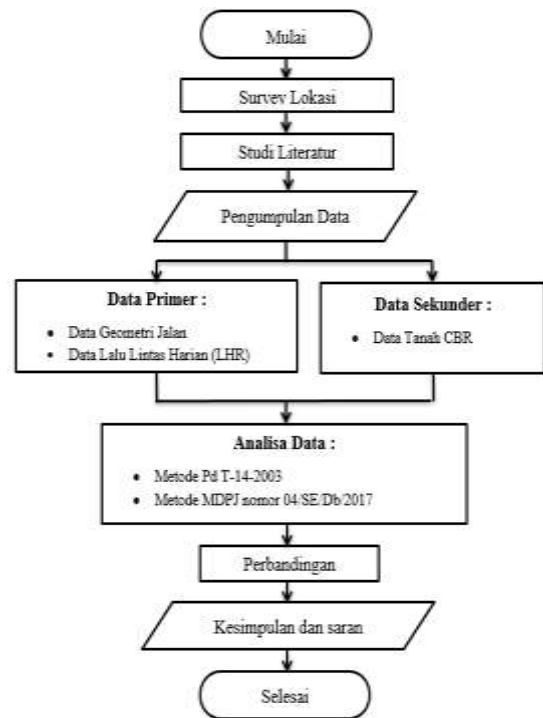 Mulai
Survey Lokasi
Studi Literatur
Pengumpulan Data
Data Primer :
• Data Geometri Jalan
• Data Lalu Lintas Harian (LHR)
Data Sekunder :
• Data Tanah CBR
Analisa Data :
• Metode Pd T-14-2003
• Metode MDPJ nomor 04/SE/Db/2017
Perbandingan
Kesimpulan dan saran
Selesai